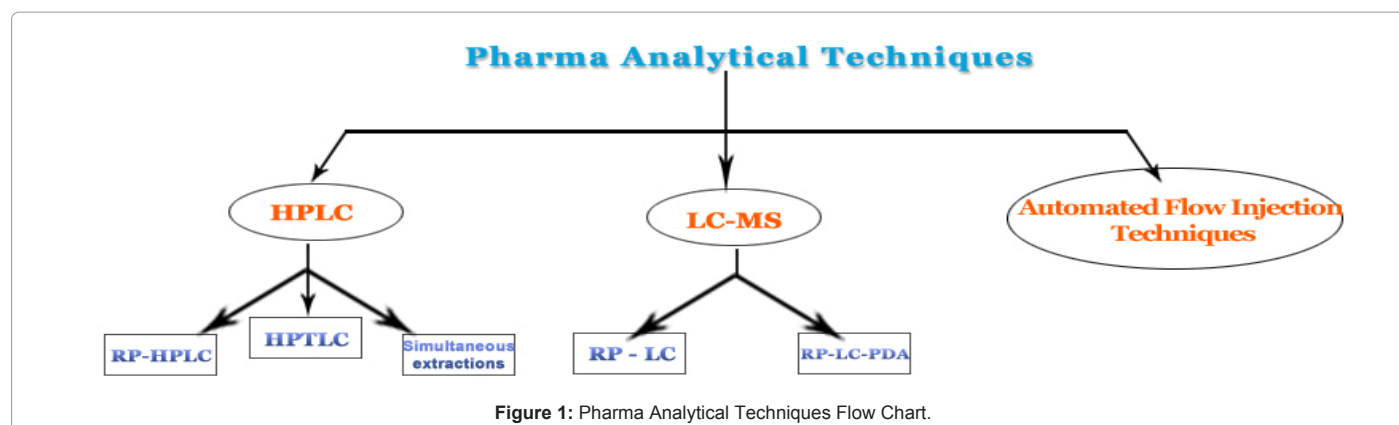 Pharma Analytical Techniques
HPLC
LC-MS
Automated Flow Injection
Techniques
RP-HPLC
HPTLC
Simultaneous
extractions
RP - LC
RP-LC-PDA
Figure 1: Pharma Analytical Techniques Flow Chart.